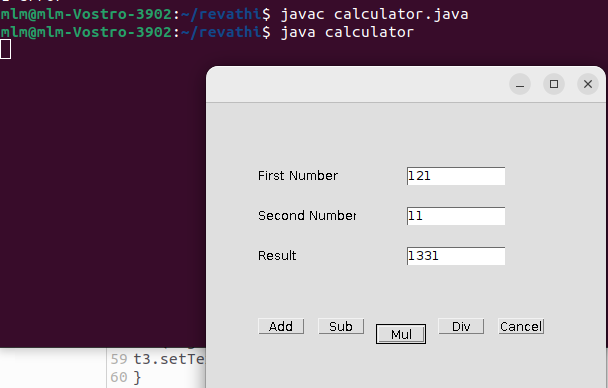 mlm@mlm-Vostro-3902:~/revathi$ javac calculator.java
mlm@mlm-Vostro-3902:~/revathi$ java calculator
First Number 121
Second Number 11
Result 1331
Add Sub Mul Div Cancel
59 t3.setTe
60 }